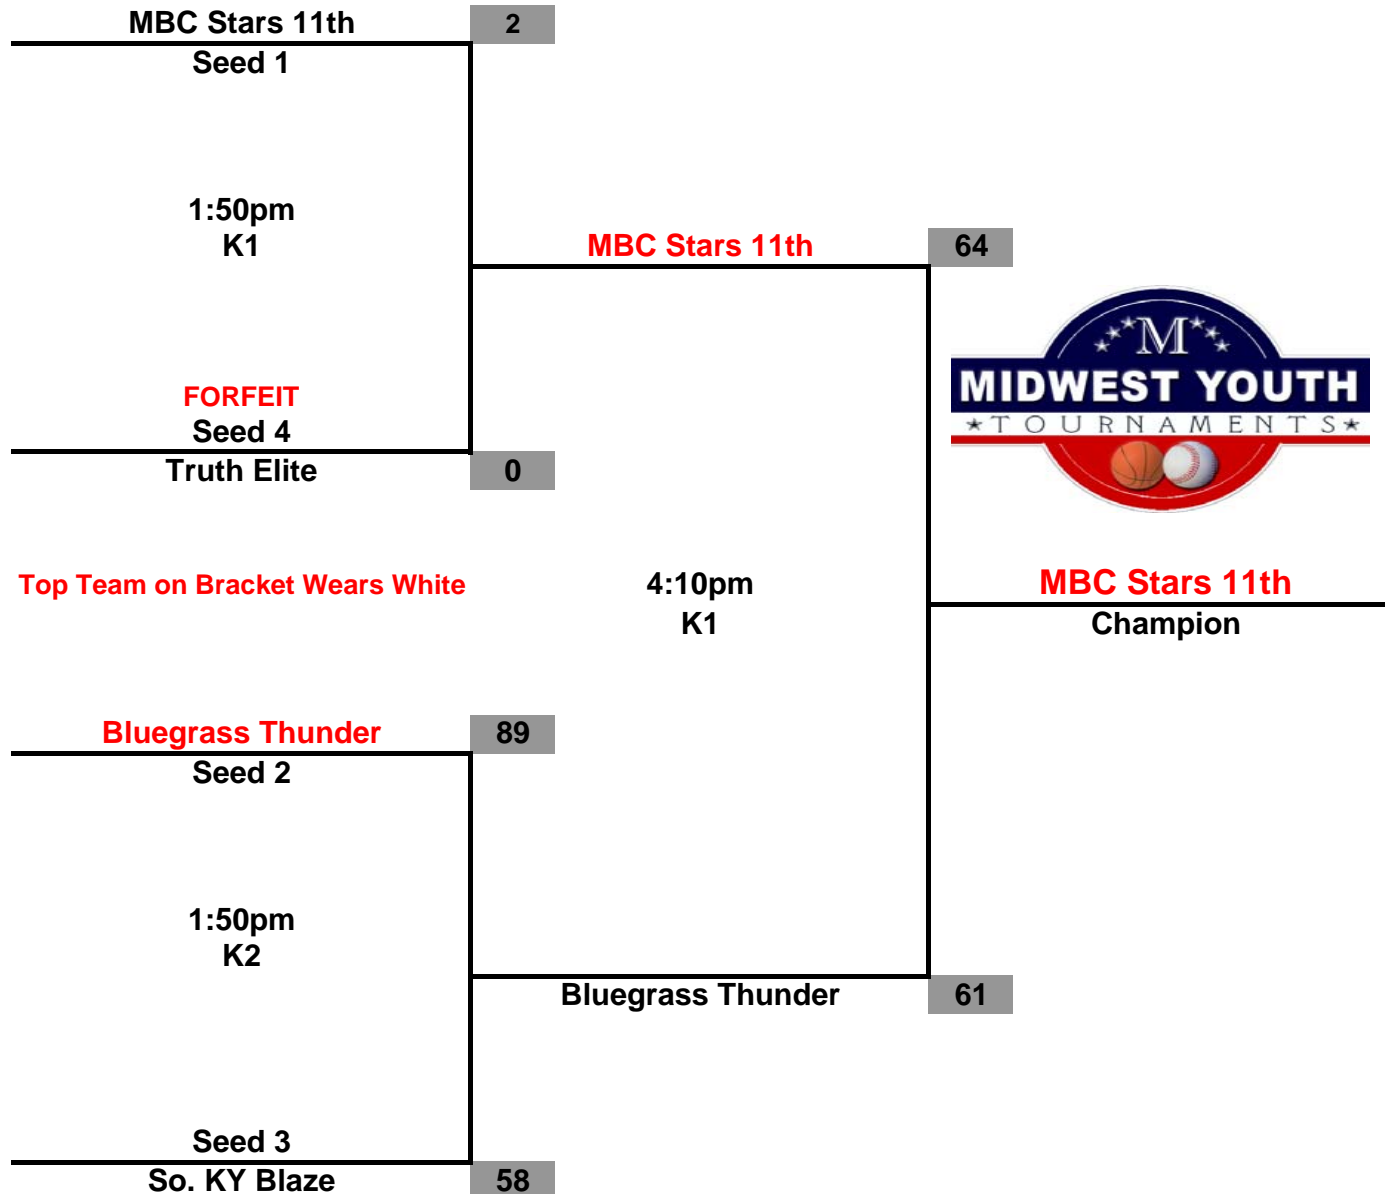 MBC Stars 11th
2
Seed 1
1:50pm
K1
MBC Stars 11th
64
FORFEIT
Seed 4
Truth Elite
0
M
MIDWEST YOUTH
TOURNAMENTS
Top Team on Bracket Wears White
4:10pm
K1
MBC Stars 11th
Champion
Bluegrass Thunder
89
Seed 2
1:50pm
K2
Bluegrass Thunder
61
Seed 3
So. KY Blaze
58